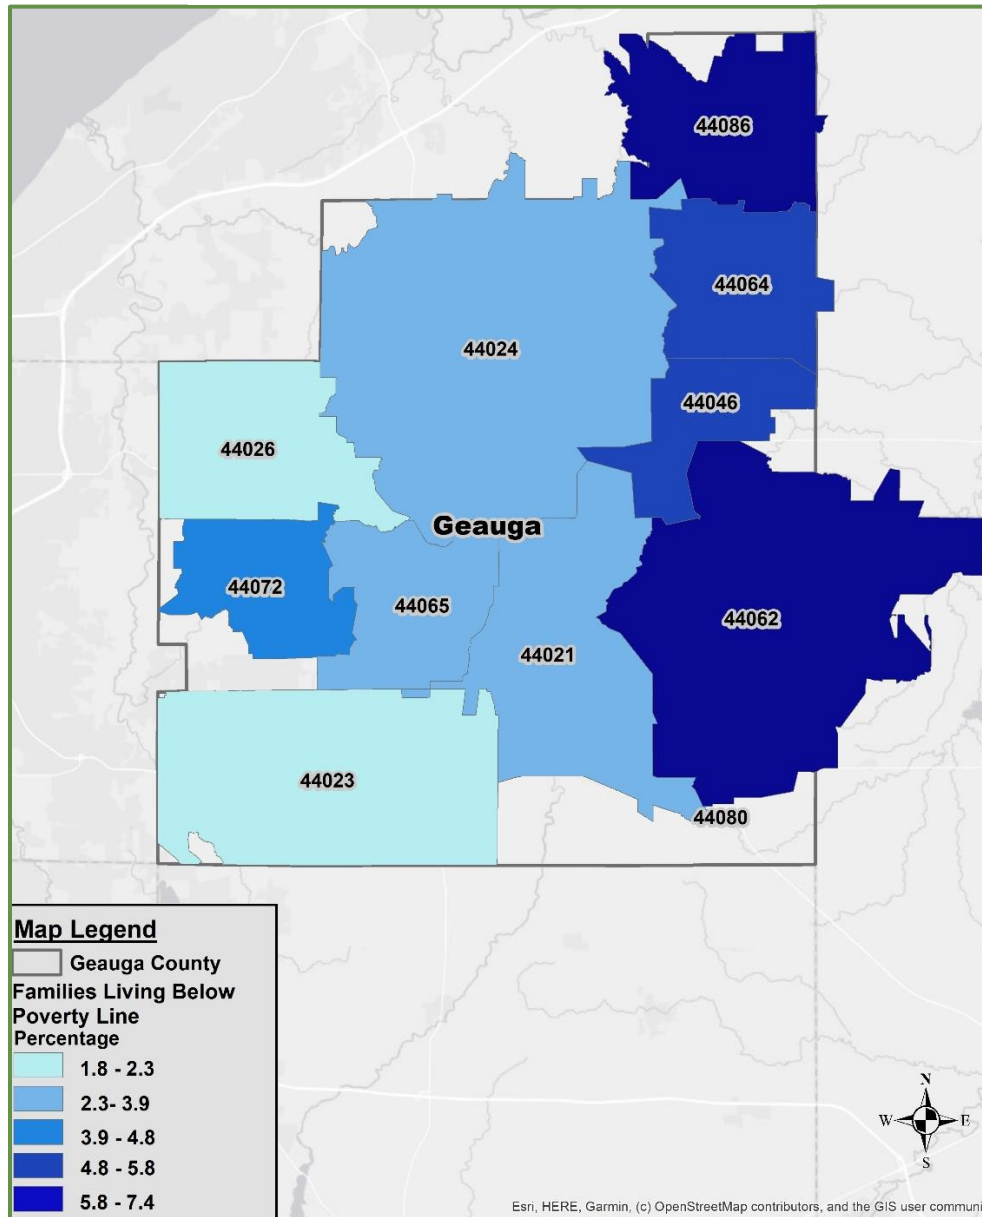 44086
44064
44024
44046
44026
Geauga
44072
44065
44062
44021
44023
44080
Map Legend
Geauga County
Families Living Below
Poverty Line
Percentage
1.8 - 2.3
2.3- 3.9
3.9 - 4.8
4.8 - 5.8
5.8 - 7.4
N
W E
S
Esri, HERE, Garmin, (c) OpenStreetMap contributors, and the GIS user communi